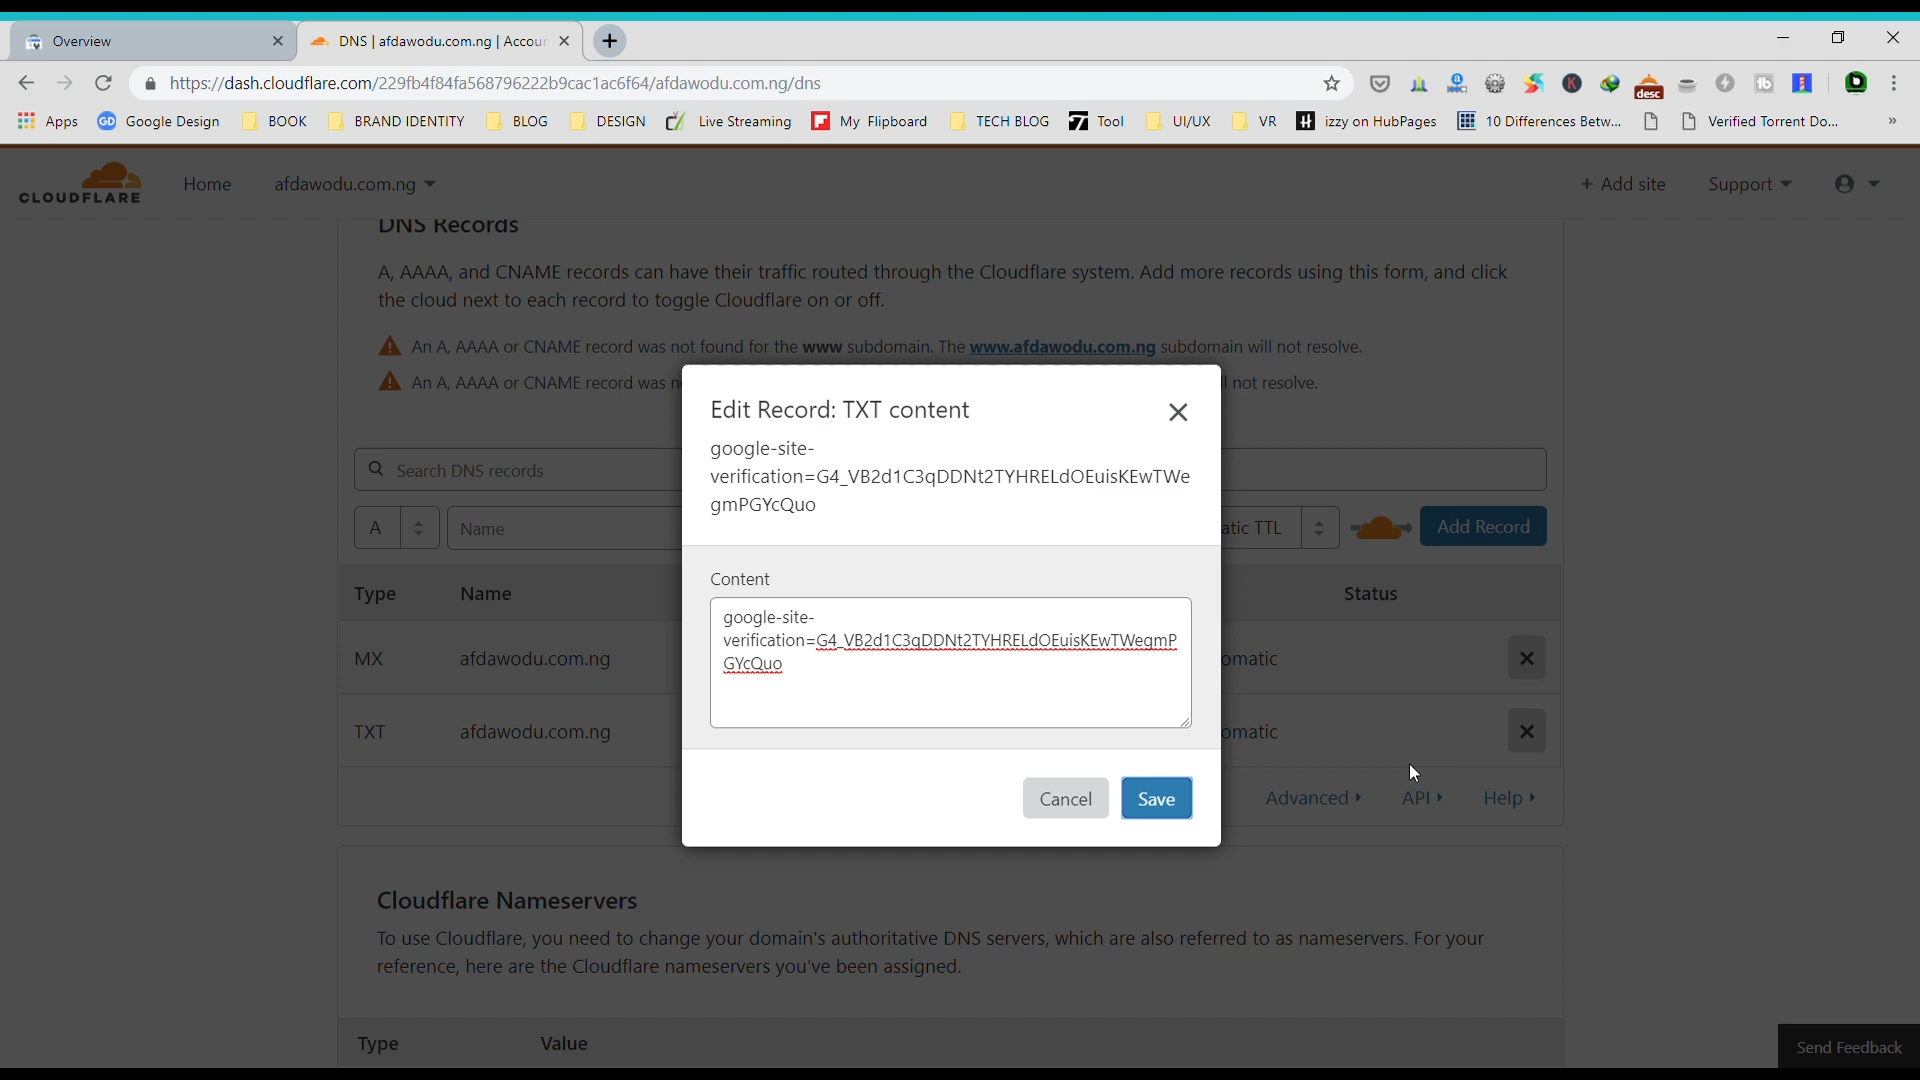 Overview
DNS | afdawodu.com.ng | Accou
https://dash.cloudflare.com/229fb4f84fa568796222b9cac1ac6f64/afdawodu.com.ng/dns
desc
Apps
GD Google Design
BOOK
BRAND IDENTITY
BLOG
DESIGN
Live Streaming
My Flipboard
TECH BLOG
Tool
UI/UX
VR
izzy on HubPages
10 Differences Betw...
Verified Torrent Do...
CLOUDFLARE
Home
afdawodu.com.ng
+ Add site
Support
DNS Records
A, AAAA, and CNAME records can have their traffic routed through the Cloudflare system. Add more records using this form, and click
the cloud next to each record to toggle Cloudflare on or off.
An A, AAAA or CNAME record was not found for the www subdomain. The www.afdawodu.com.ng subdomain will not resolve.
An A, AAAA or CNAME record was
not resolve.
Edit Record: TXT content
google-site-
verification=G4_VB2d1C3qDDNt2TYHRELdOEuisKEwTWe
gmPGYcQuo
Search DNS records
A
Name
atic TTL
Add Record
Content
google-site-
verification=G4_VB2d1C3qDDNt2TYHRELdOEuisKEwTWegmP
GYcQuo
Type Name Status
MX afdawodu.com.ng omatic
TXT afdawodu.com.ng omatic
Cancel
Save
Advanced
API
Help
Cloudflare Nameservers
To use Cloudflare, you need to change your domain's authoritative DNS servers, which are also referred to as nameservers. For your
reference, here are the Cloudflare nameservers you've been assigned.
Type Value
Send Feedback